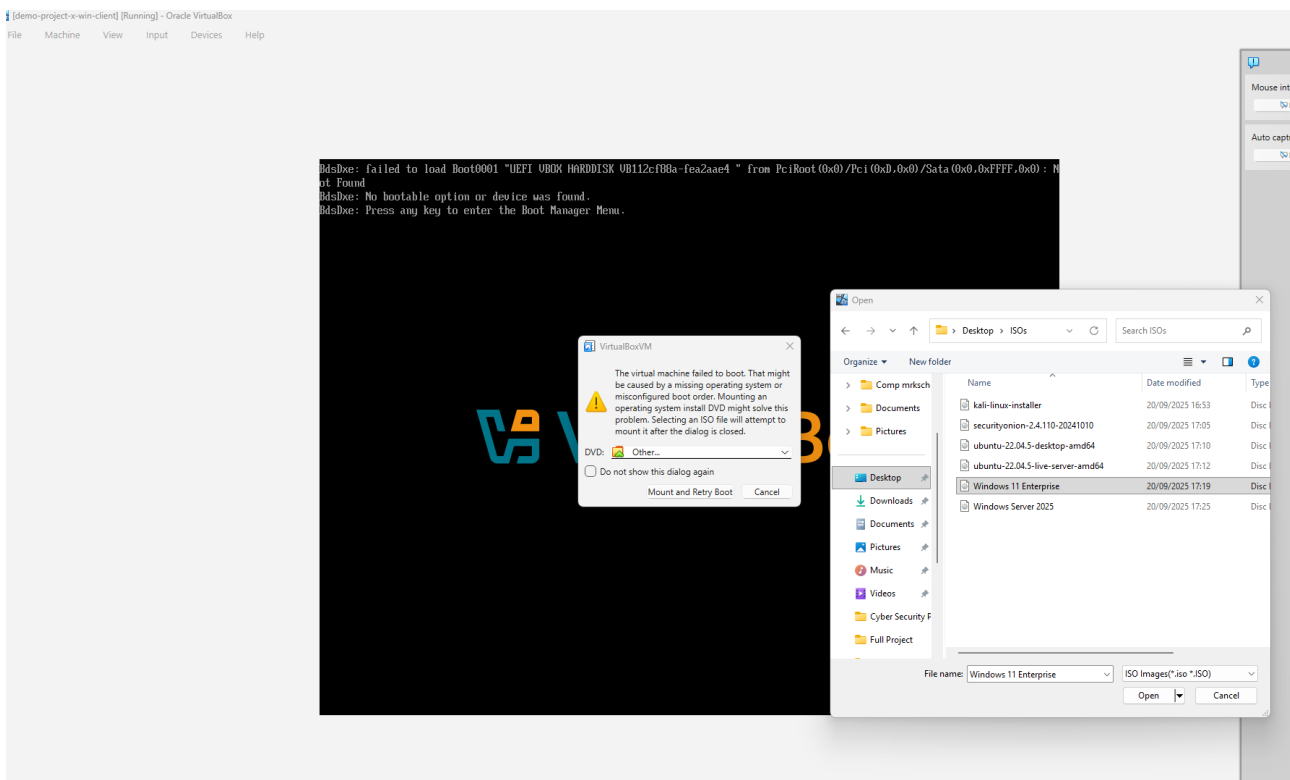 [demo-project-x-win-client] [Running] - Oracle VirtualBox
File Machine View Input Devices Help
Mouse int
Auto capt
BdsDxe: failed to load Boot0001 "UEFI VBOX HARDDISK VB112cf88a-fea2aae4 " from PciRoot(0x0)/Pci(0xD,0x0)/Sata(0x0,0xFFFF,0x0): N
ot Found
BdsDxe: No bootable option or device was found.
BdsDxe: Press any key to enter the Boot Manager Menu.
VirtualBoxVM
The virtual machine failed to boot. That might
be caused by a missing operating system or
misconfigured boot order. Mounting an
operating system install DVD might solve this
problem. Selecting an ISO file will attempt to
mount it after the dialog is closed.
DVD: Other...
Do not show this dialog again
Mount and Retry Boot Cancel
Open
Desktop > ISOs
Search ISOs
Organize New folder
Comp mrksch
Documents
Pictures
Desktop
Downloads
Documents
Pictures
Music
Videos
Cyber Security P
Full Project
Name Date modified Type
kali-linux-installer 20/09/2025 16:53 Disc I
securityonion-2.4.110-20241010 20/09/2025 17:05 Disc I
ubuntu-22.04.5-desktop-amd64 20/09/2025 17:10 Disc I
ubuntu-22.04.5-live-server-amd64 20/09/2025 17:12 Disc I
Windows 11 Enterprise 20/09/2025 17:19 Disc I
Windows Server 2025 20/09/2025 17:25 Disc I
File name: Windows 11 Enterprise ISO Images(*.iso *.ISO)
Open Cancel